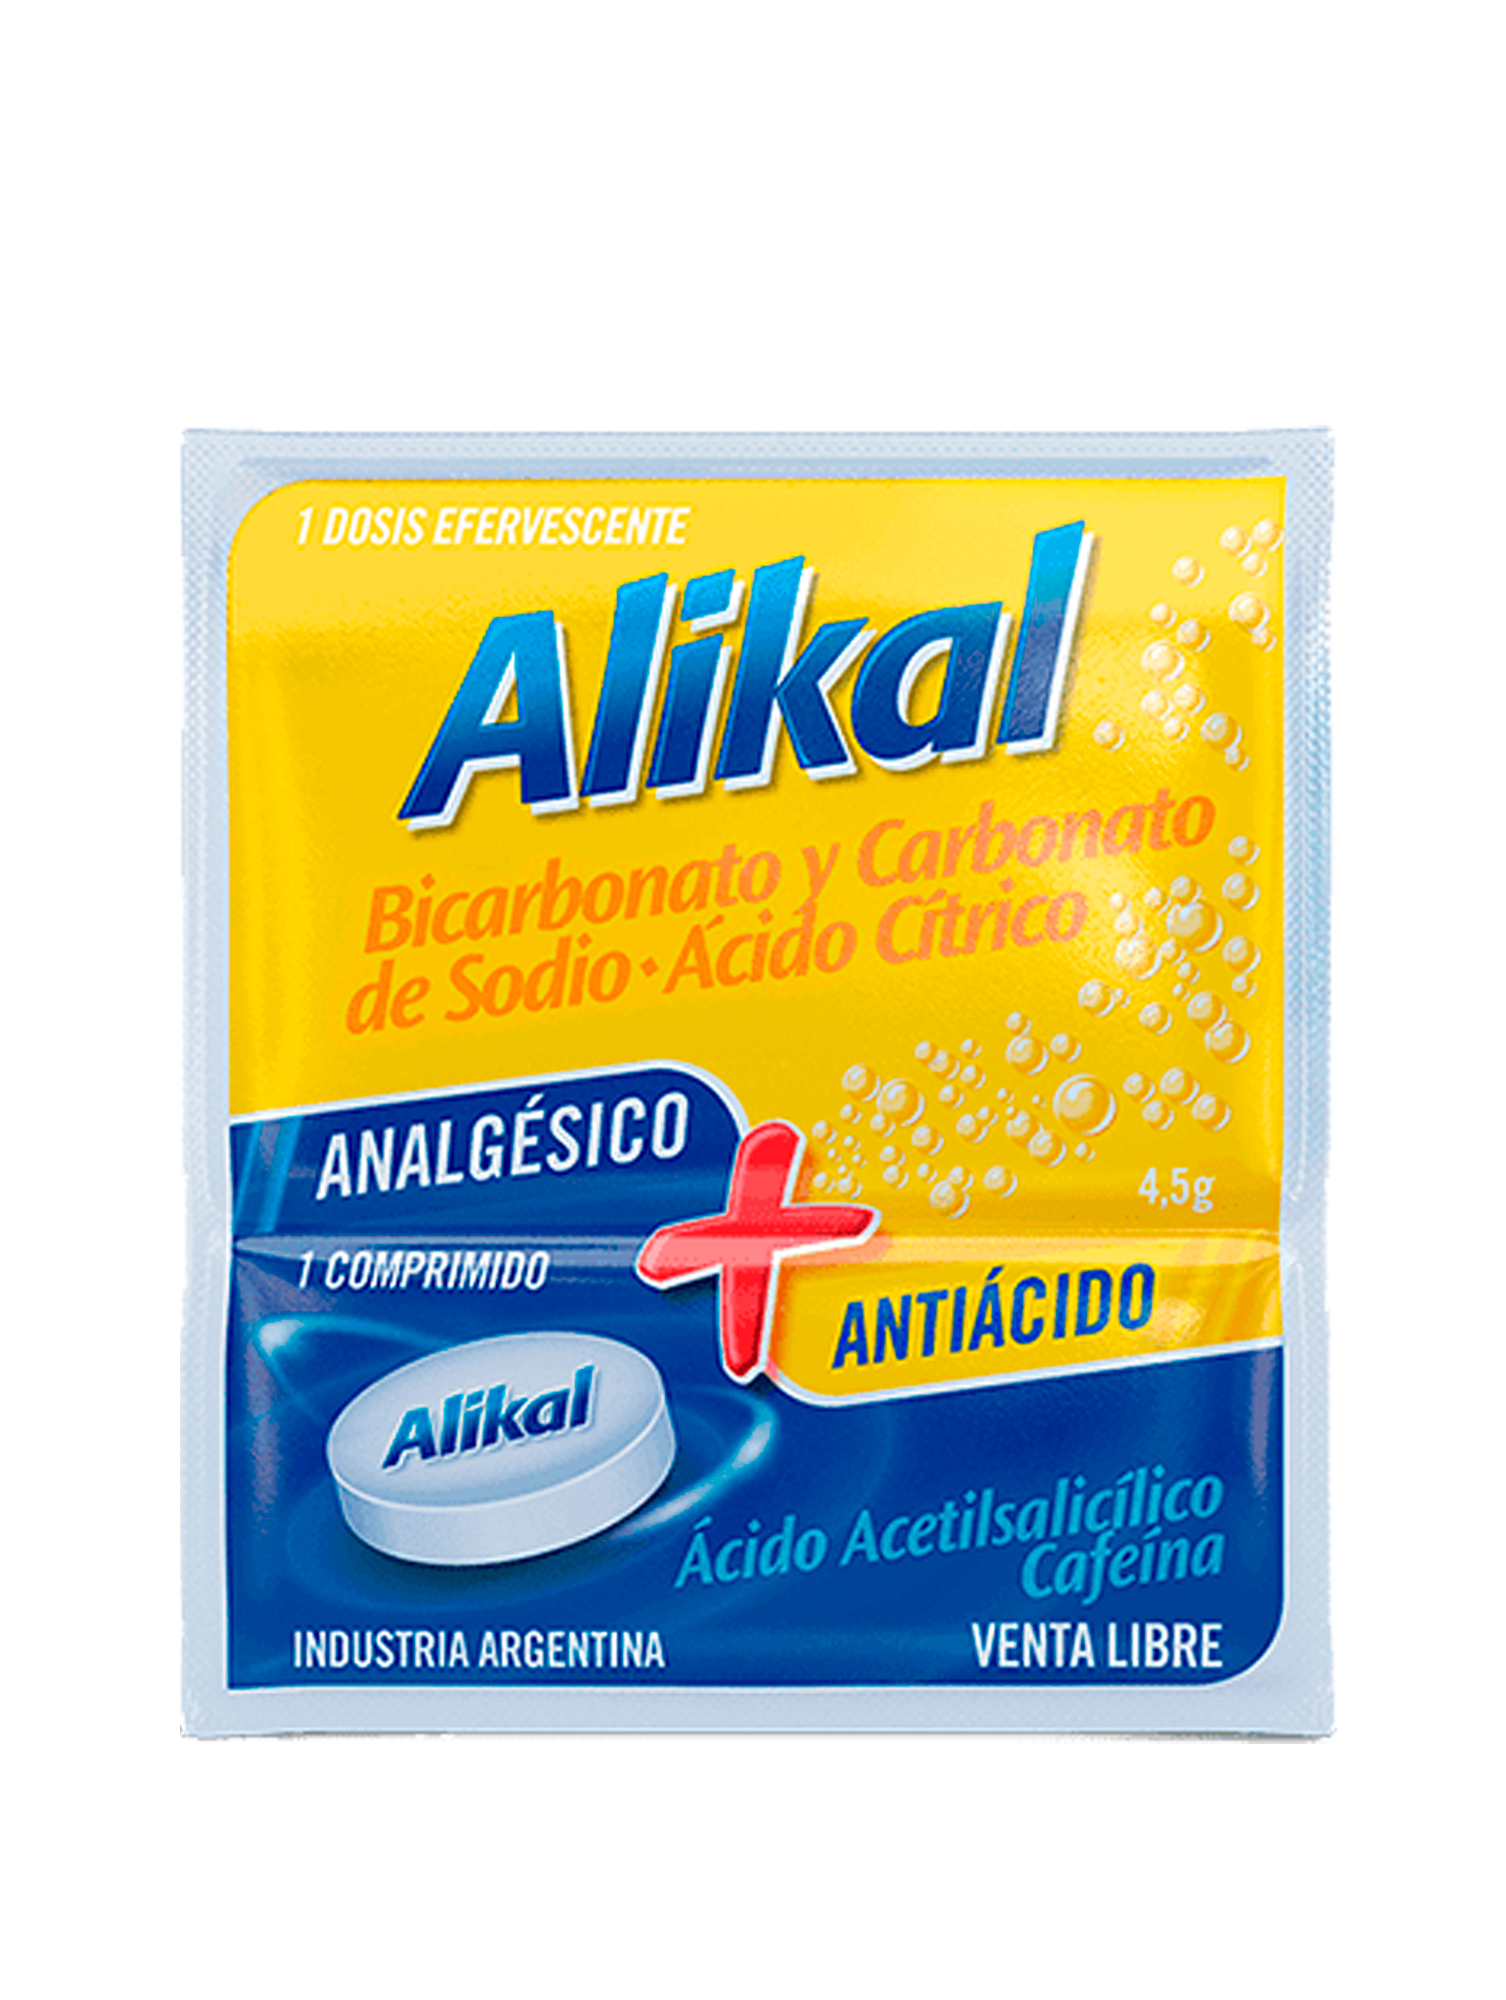 1 DOSIS EFERVESCENTE
Alikal
Bicarbonato y Carbonato
de Sodio · Ácido Cítrico
ANALGÉSICO
4,5g
1 COMPRIMIDO
ANTIÁCIDO
Alikal
Ácido Acetilsalicílico
Cafeína
INDUSTRIA ARGENTINA
VENTA LIBRE